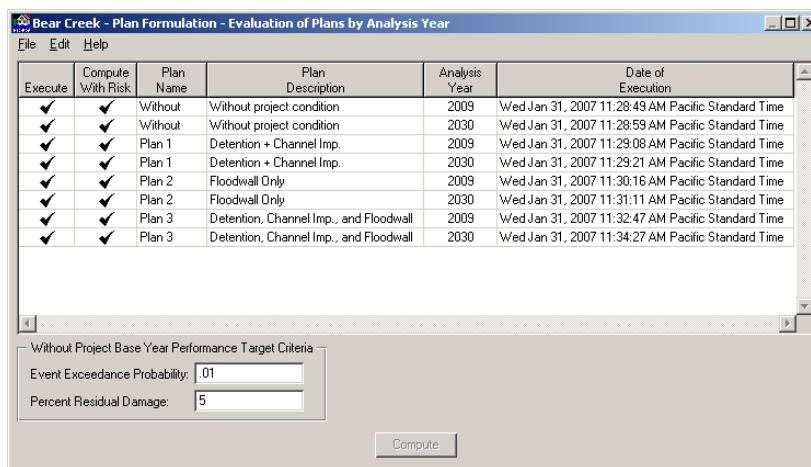 Bear Creek - Plan Formulation - Evaluation of Plans by Analysis Year
File Edit Help
Execute Compute With Risk Plan Name Plan Description Analysis Year Date of Execution
Without Without project condition 2009 Wed Jan 31, 2007 11:28:49 AM Pacific Standard Time
Without Without project condition 2030 Wed Jan 31, 2007 11:28:59 AM Pacific Standard Time
Plan 1 Detention + Channel Imp. 2009 Wed Jan 31, 2007 11:29:08 AM Pacific Standard Time
Plan 1 Detention + Channel Imp. 2030 Wed Jan 31, 2007 11:29:21 AM Pacific Standard Time
Plan 2 Floodwall Only 2009 Wed Jan 31, 2007 11:30:16 AM Pacific Standard Time
Plan 2 Floodwall Only 2030 Wed Jan 31, 2007 11:31:11 AM Pacific Standard Time
Plan 3 Detention, Channel Imp., and Floodwall 2009 Wed Jan 31, 2007 11:32:47 AM Pacific Standard Time
Plan 3 Detention, Channel Imp., and Floodwall 2030 Wed Jan 31, 2007 11:34:27 AM Pacific Standard Time
Without Project Base Year Performance Target Criteria
Event Exceedance Probability: .01
Percent Residual Damage: 5
Compute